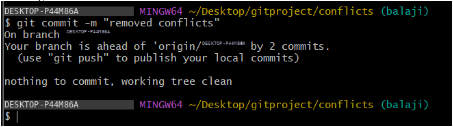 DESKTOP-P44M86A MINGW64 ~/Desktop/gitproject/conflicts (balaji)
$ git commit -m "removed conflicts"
On branch DESKTOP-P44M86A
Your branch is ahead of 'origin/DESKTOP-P44M86A by 2 commits.
(use "git push" to publish your local commits)
nothing to commit, working tree clean
DESKTOP-P44M86A MINGW64 ~/Desktop/gitproject/conflicts (balaji)
$